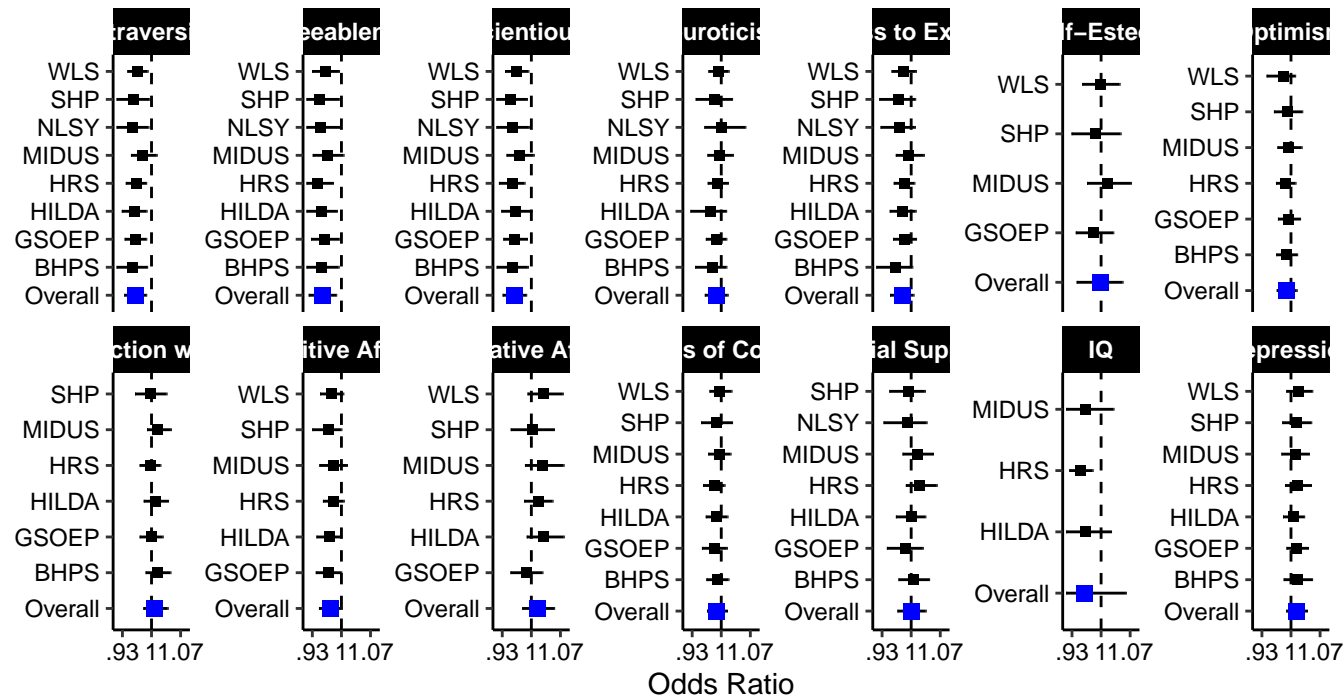 traversi eeablen cientiou uroticis s to Ex lf−Estee ptimism
WLS WLS WLS WLS WLS WLS WLS
SHP SHP SHP SHP SHP SHP SHP
NLSY NLSY NLSY NLSY NLSY MIDUS MIDUS
MIDUS MIDUS MIDUS MIDUS MIDUS GSOEP HRS
HRS HRS HRS HRS HRS Overall GSOEP
HILDA HILDA HILDA HILDA HILDA BHPS
GSOEP GSOEP GSOEP GSOEP GSOEP Overall
BHPS BHPS BHPS BHPS BHPS
Overall Overall Overall Overall Overall
ction w itive Af ative Af s of Co ial Sup IQ epressio
SHP WLS WLS WLS SHP MIDUS WLS
MIDUS SHP SHP SHP NLSY HRS SHP
HRS MIDUS MIDUS MIDUS MIDUS HILDA MIDUS
HILDA HRS HRS HRS HRS Overall HRS
GSOEP HILDA HILDA HILDA HILDA HILDA
BHPS GSOEP GSOEP GSOEP GSOEP GSOEP
Overall Overall Overall BHPS BHPS BHPS
Overall Overall Overall
.93 11.07 .93 11.07 .93 11.07 .93 11.07 .93 11.07 .93 11.07 .93 11.07
Odds Ratio